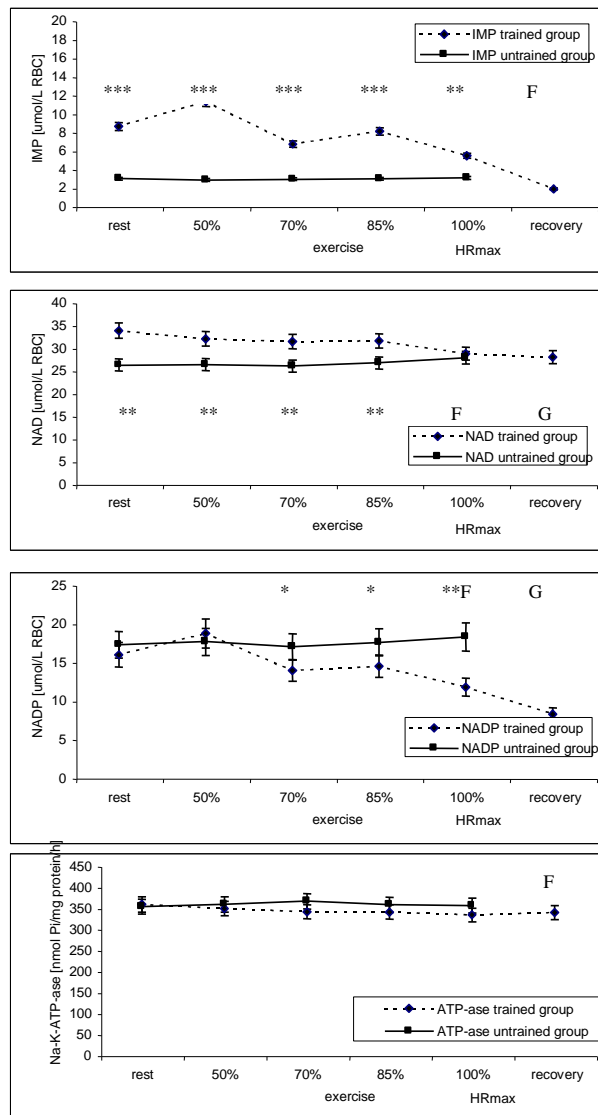 20
18
16
14
12
10
8
6
4
2
0
IMP [umol/L RBC]
IMP trained group
IMP untrained group
*** *** *** *** ** F
rest 50% 70% 85% 100% recovery
exercise HRmax
40
35
30
25
20
15
10
5
0
NAD [umol/L RBC]
** ** ** ** F G
NAD trained group
NAD untrained group
rest 50% 70% 85% 100% recovery
exercise HRmax
25
20
15
10
5
0
NADP [umol/L RBC]
* * **F G
NADP trained group
NADP untrained group
rest 50% 70% 85% 100% recovery
exercise HRmax
450
400
350
300
250
200
150
100
50
0
Na-K-ATP-ase [nmol Pi/mg protein/h]
F
ATP-ase trained group
ATP-ase untrained group
rest 50% 70% 85% 100% recovery
exercise HRmax